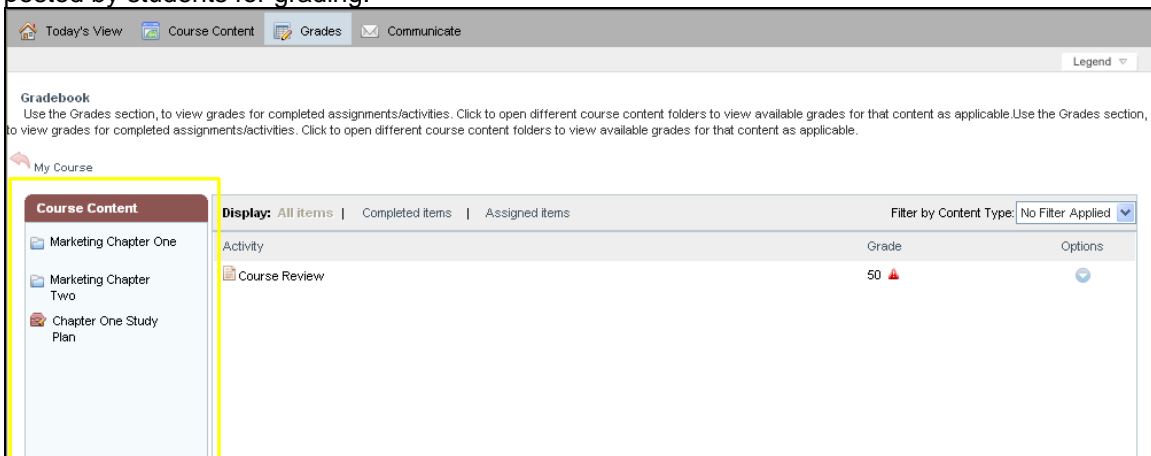 posted by students for grading.
Today's View Course Content Grades Communicate
Legend
Gradebook
Use the Grades section, to view grades for completed assignments/activities. Click to open different course content folders to view available grades for that content as applicable.Use the Grades section,
to view grades for completed assignments/activities. Click to open different course content folders to view available grades for that content as applicable.
My Course
Course Content
Display: All items | Completed items | Assigned items Filter by Content Type: No Filter Applied
Marketing Chapter One
Activity Grade Options
Marketing Chapter
Two
Course Review 50
Chapter One Study
Plan